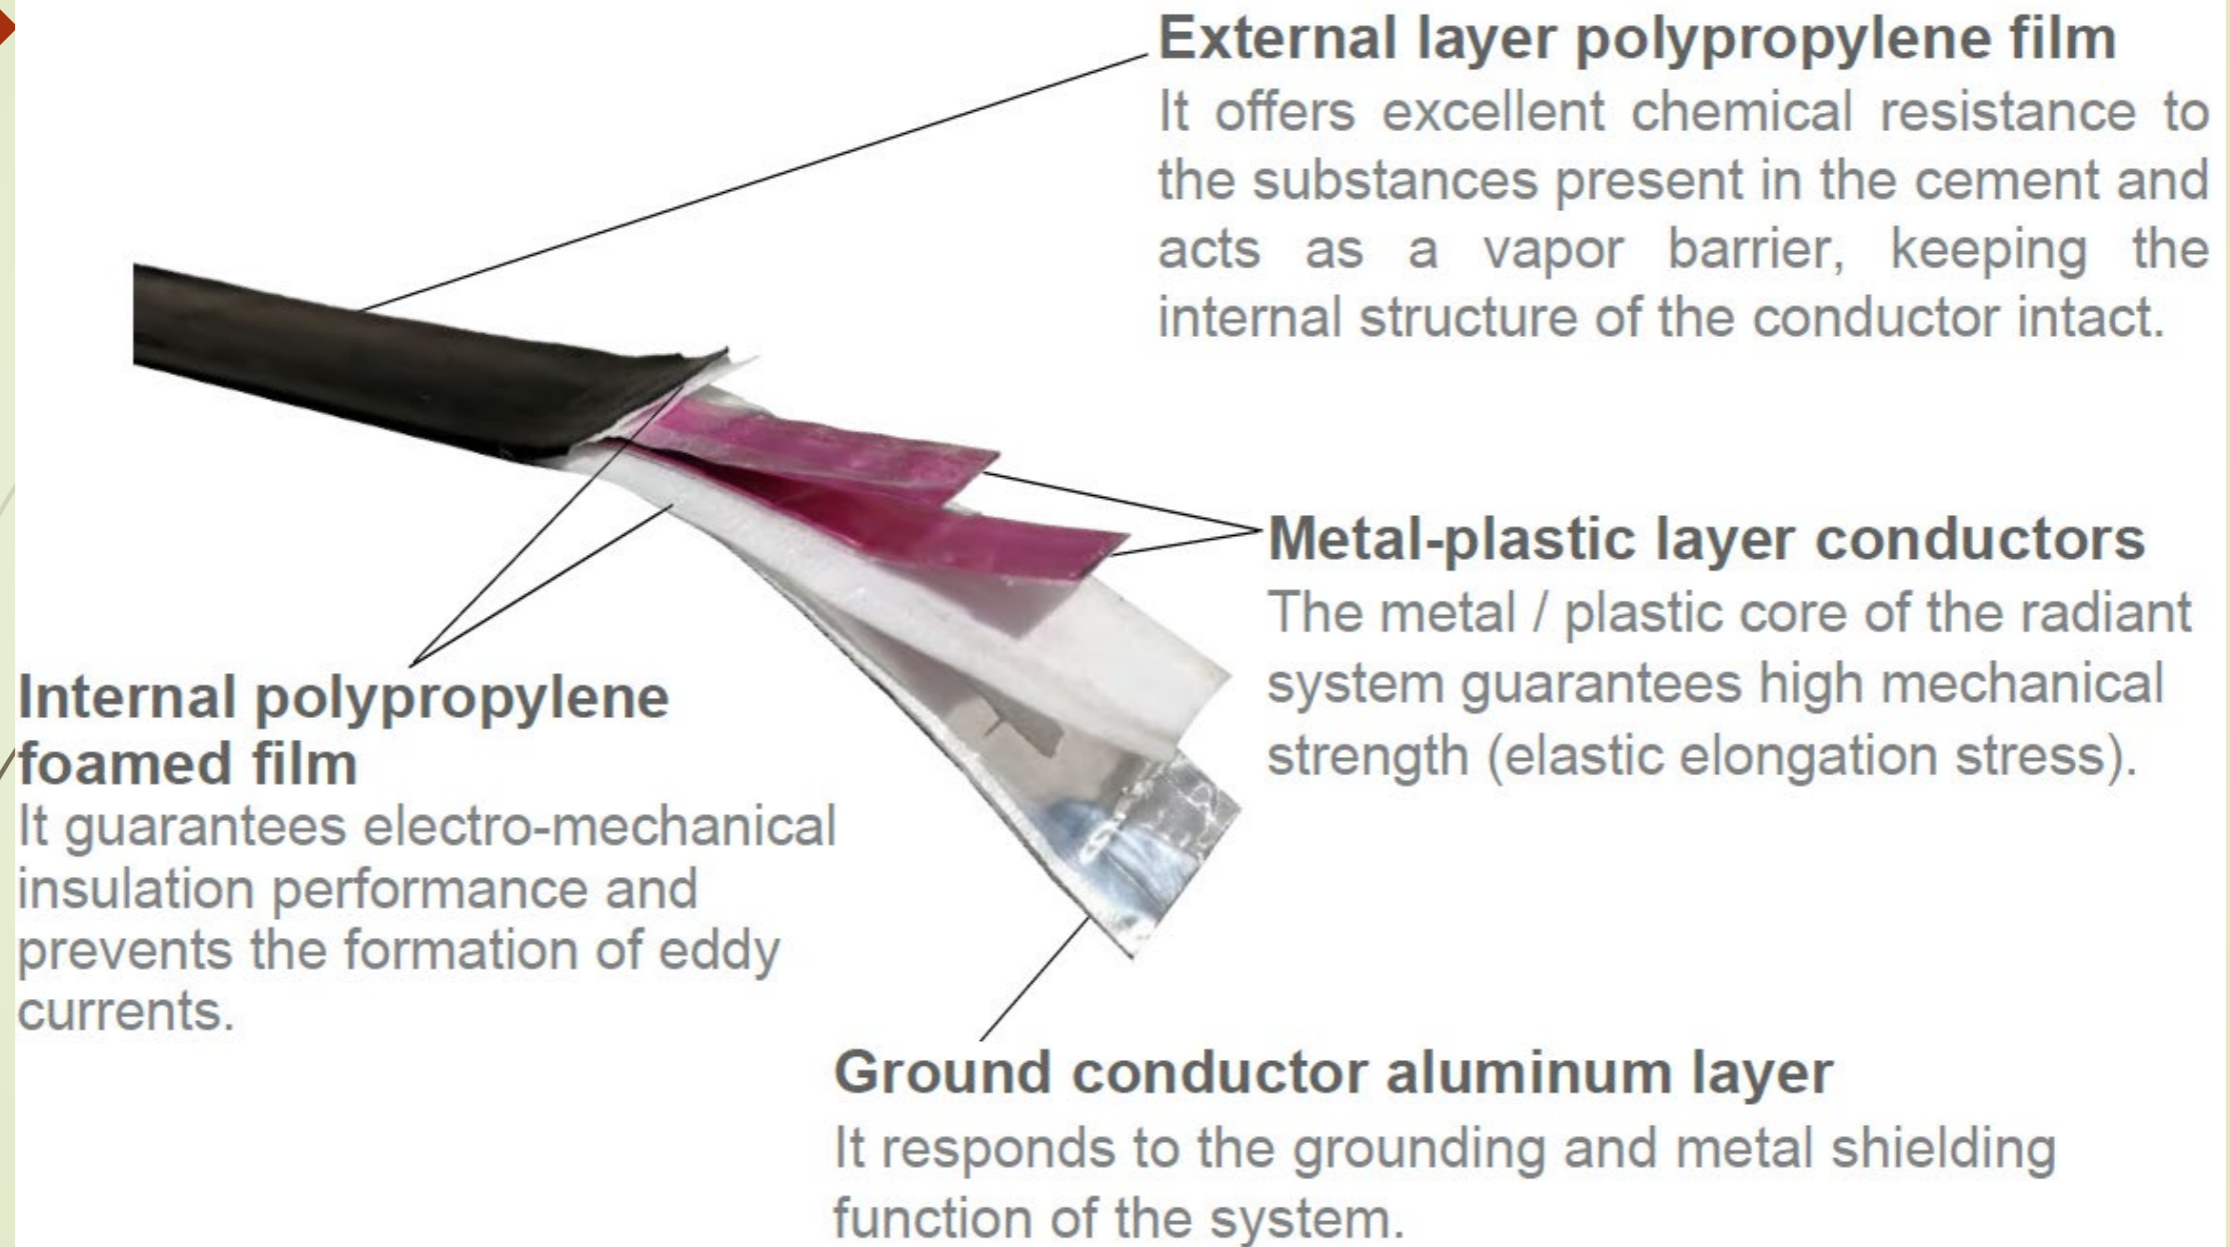 External layer polypropylene film
It offers excellent chemical resistance to
the substances present in the cement and
acts as a vapor barrier, keeping the
internal structure of the conductor intact.
Metal-plastic layer conductors
The metal / plastic core of the radiant
system guarantees high mechanical
strength (elastic elongation stress).
Internal polypropylene
foamed film
It guarantees electro-mechanical
insulation performance and
prevents the formation of eddy
currents.
Ground conductor aluminum layer
It responds to the grounding and metal shielding
function of the system.